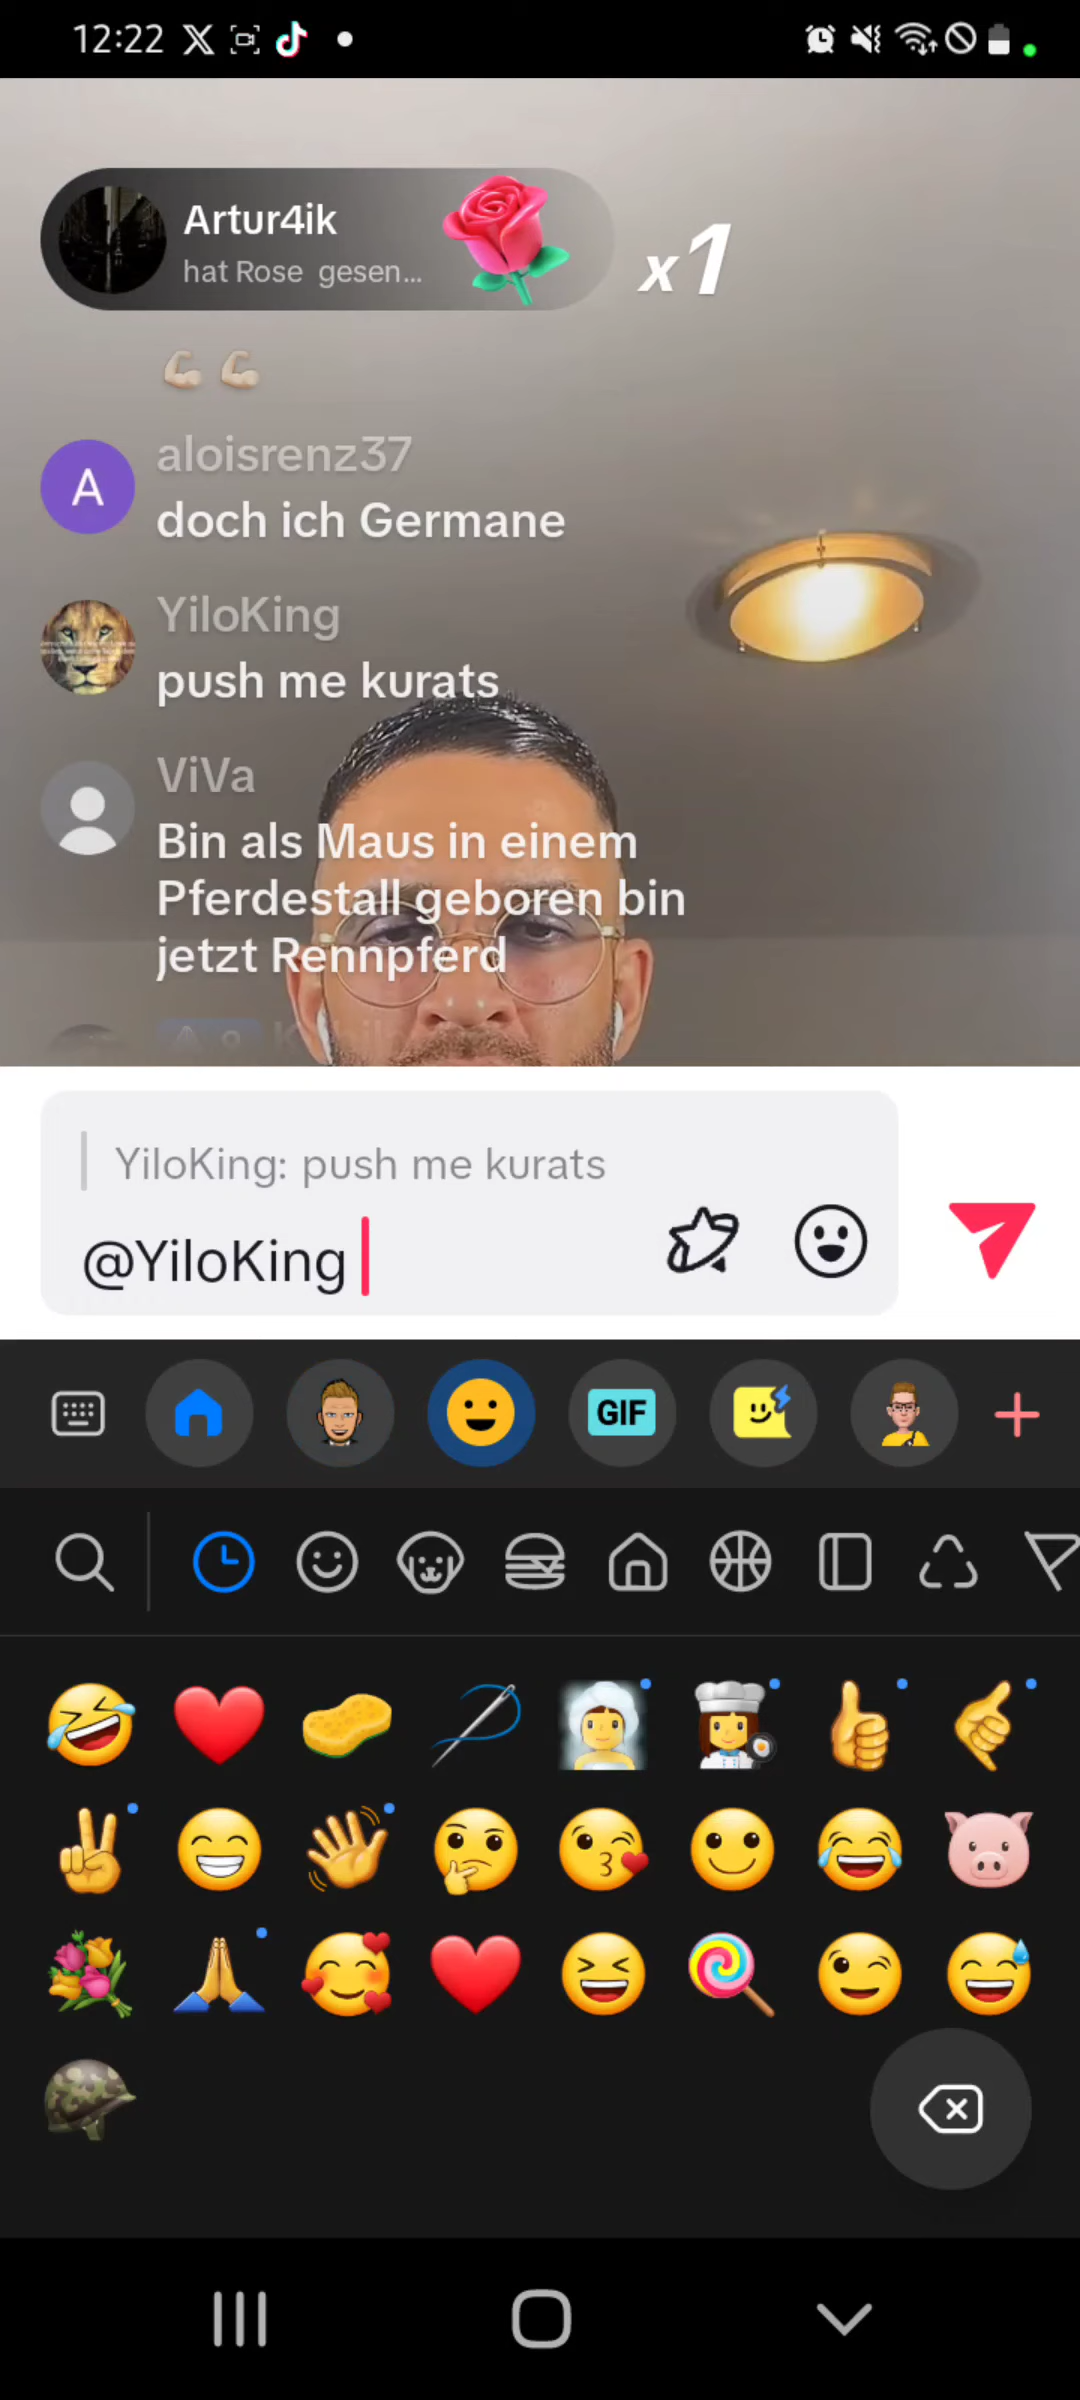 12:22
Artur4ik
hat Rose gesen...
x1
A
aloisrenz37
doch ich Germane
YiloKing
push me kurats
ViVa
Bin als Maus in einem
Pferdestall geboren bin
jetzt Rennpferd
YiloKing: push me kurats
@YiloKing
GIF